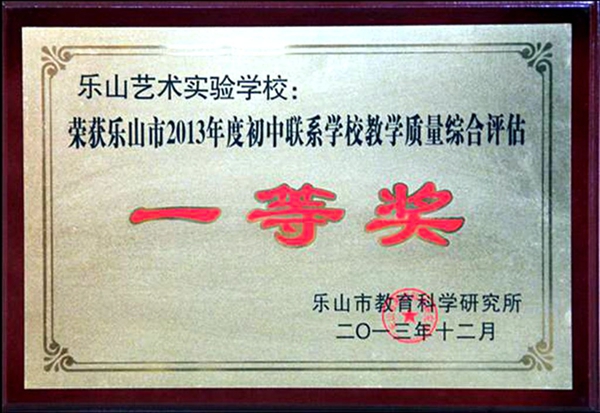 乐山艺术实验学校：
荣获乐山市2013年度初中联系学校教学质量综合评估
一等奖
乐山市教育科学研究所
二〇一三年十二月